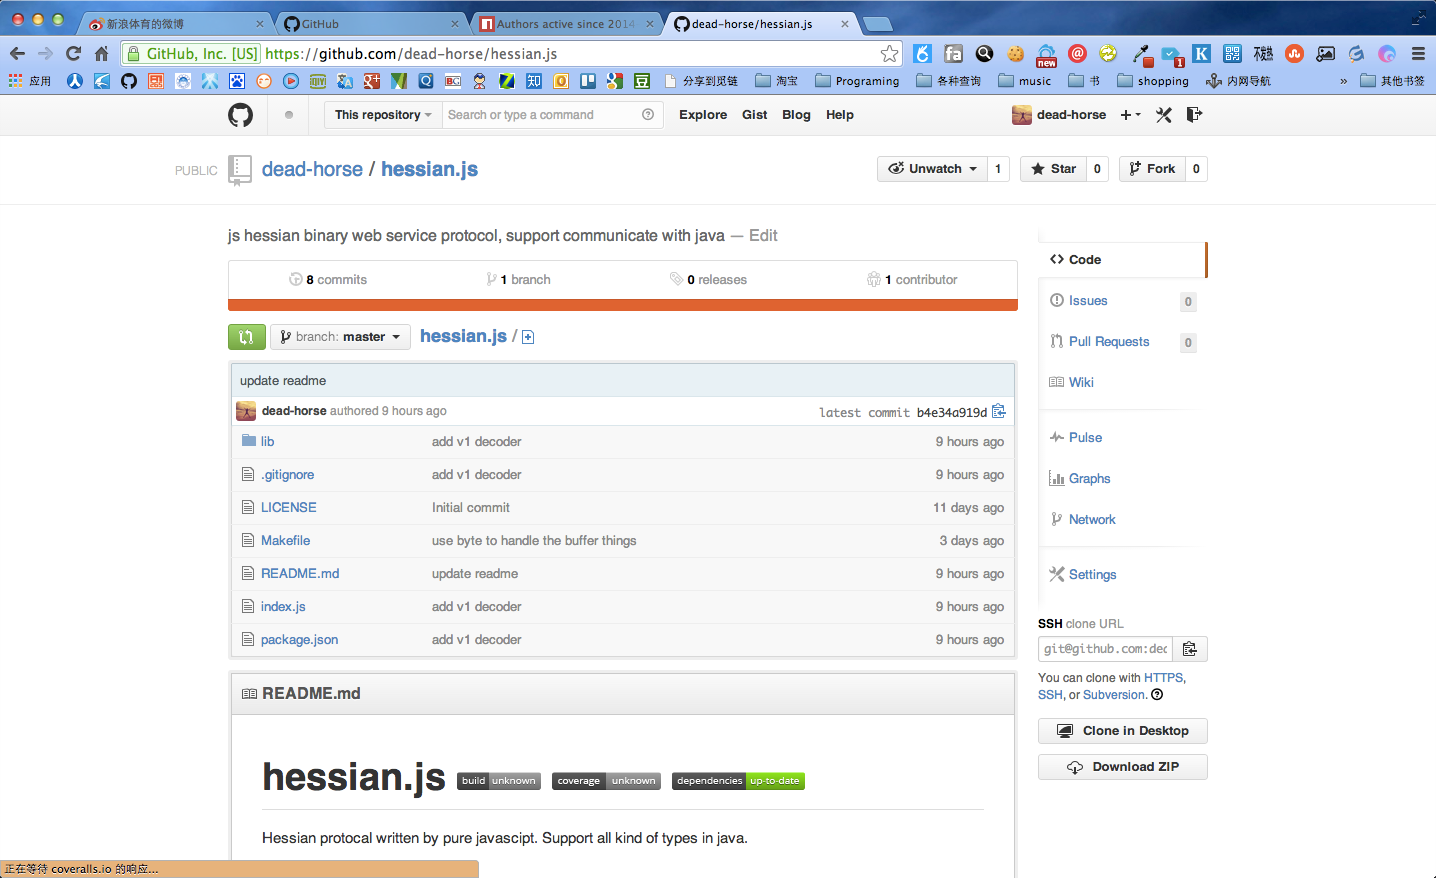 新浪体育的微博
GitHub
Authors active since 2014
dead-horse/hessian.js
GitHub, Inc. [US] https://github.com/dead-horse/hessian.js
new
1
应用
分享到觅链
淘宝
Programing
各种查询
music
书
shopping
内网导航
»
其他书签
This repository
Search or type a command
Explore
Gist
Blog
Help
dead-horse
PUBLIC
dead-horse / hessian.js
Unwatch
1
Star
0
Fork
0
js hessian binary web service protocol, support communicate with java — Edit
8 commits
1 branch
0 releases
1 contributor
branch: master
hessian.js /
update readme
dead-horse authored 9 hours ago
latest commit b4e34a919d
lib add v1 decoder 9 hours ago
.gitignore add v1 decoder 9 hours ago
LICENSE Initial commit 11 days ago
Makefile use byte to handle the buffer things 3 days ago
README.md update readme 9 hours ago
index.js add v1 decoder 9 hours ago
package.json add v1 decoder 9 hours ago
README.md
hessian.js
build unknown
coverage unknown
dependencies up-to-date
Hessian protocal written by pure javascipt. Support all kind of types in java.
Code
Issues 0
Pull Requests 0
Wiki
Pulse
Graphs
Network
Settings
SSH clone URL
git@github.com:dec
You can clone with HTTPS,
SSH, or Subversion.
Clone in Desktop
Download ZIP
正在等待 coveralls.io 的响应...